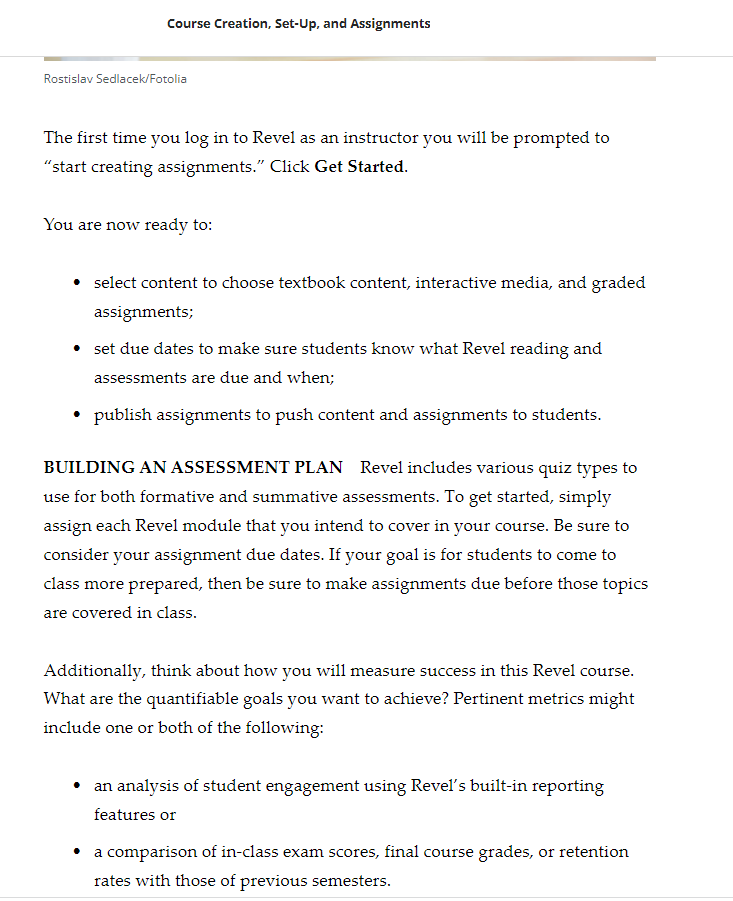 Course Creation, Set-Up, and Assignments
Rostislav Sedlacek/Fotolia
The first time you log in to Revel as an instructor you will be prompted to
“start creating assignments.” Click Get Started.
You are now ready to:
• select content to choose textbook content, interactive media, and graded
assignments;
• set due dates to make sure students know what Revel reading and
assessments are due and when;
• publish assignments to push content and assignments to students.
BUILDING AN ASSESSMENT PLAN Revel includes various quiz types to
use for both formative and summative assessments. To get started, simply
assign each Revel module that you intend to cover in your course. Be sure to
consider your assignment due dates. If your goal is for students to come to
class more prepared, then be sure to make assignments due before those topics
are covered in class.
Additionally, think about how you will measure success in this Revel course.
What are the quantifiable goals you want to achieve? Pertinent metrics might
include one or both of the following:
• an analysis of student engagement using Revel’s built-in reporting
features or
• a comparison of in-class exam scores, final course grades, or retention
rates with those of previous semesters.